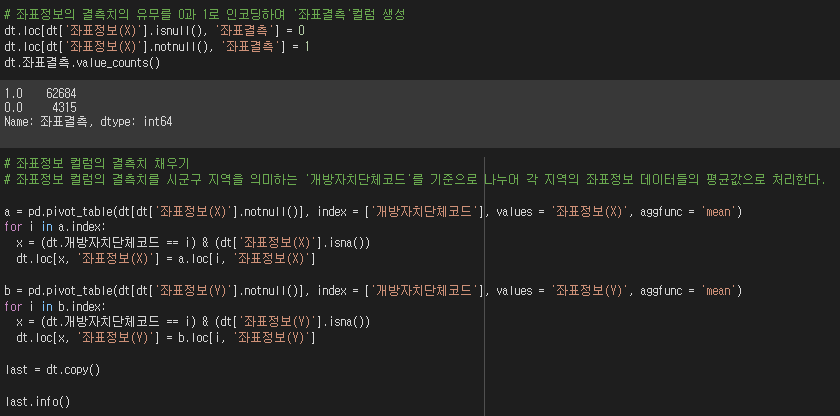 # 좌표정보의 결측치의 유무를 0과 1로 인코딩하며 '좌표결측'컬럼 생성
dt.loc[dt['좌표정보(X)'].isnull(), '좌표결측'] = 0
dt.loc[dt['좌표정보(X)'].notnull(), '좌표결측'] = 1
dt.좌표결측.value_counts()
1.0    62684
0.0     4315
Name: 좌표결측, dtype: int64
# 좌표정보 컬럼의 결측치 채우기
# 좌표정보 컬럼의 결측치를 시군구 지역을 의미하는 '개방자치단체코드'를 기준으로 나누어 각 지역의 좌표정보 데이터들의 평균값으로 처리한다.
a = pd.pivot_table(dt[dt['좌표정보(X)'].notnull()], index = ['개방자치단체코드'], values = '좌표정보(X)', aggfunc = 'mean')
for i in a.index:
  x = (dt.개방자치단체코드 == i) & (dt['좌표정보(X)'].isna())
  dt.loc[x, '좌표정보(X)'] = a.loc[i, '좌표정보(X)']
b = pd.pivot_table(dt[dt['좌표정보(Y)'].notnull()], index = ['개방자치단체코드'], values = '좌표정보(Y)', aggfunc = 'mean')
for i in b.index:
  x = (dt.개방자치단체코드 == i) & (dt['좌표정보(Y)'].isna())
  dt.loc[x, '좌표정보(Y)'] = b.loc[i, '좌표정보(Y)']
last = dt.copy()
last.info()